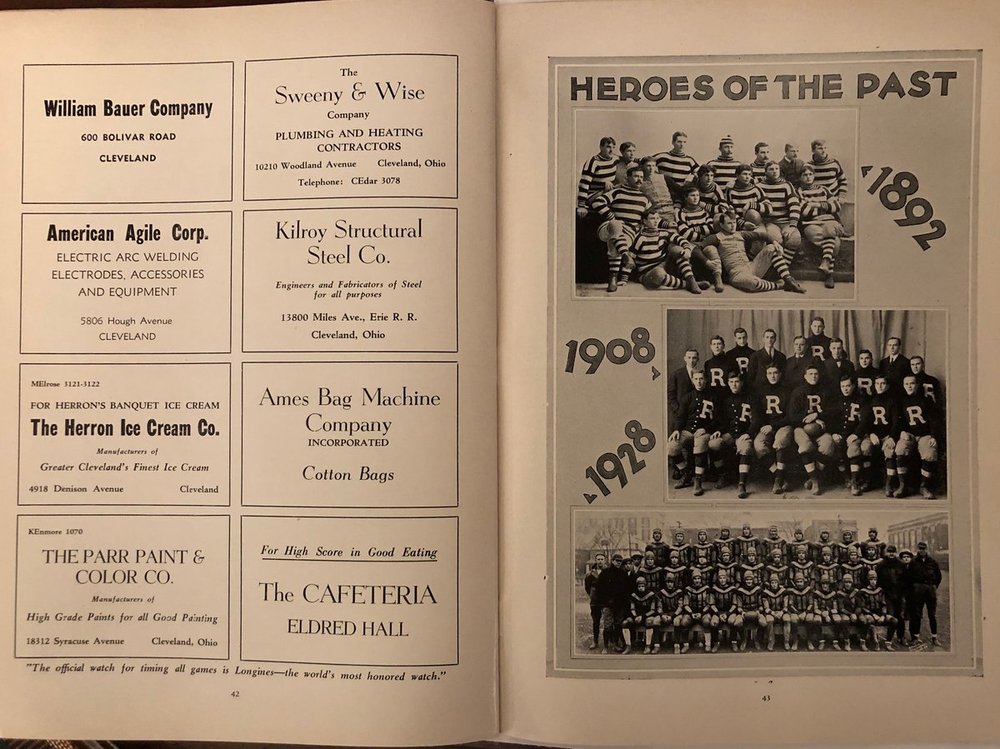 William Bauer Company
600 BOLIVAR ROAD
CLEVELAND
The
Sweeny & Wise
Company
PLUMBING AND HEATING
CONTRACTORS
10210 Woodland Avenue Cleveland, Ohio
Telephone: CEdar 3078
American Agile Corp.
ELECTRIC ARC WELDING
ELECTRODES, ACCESSORIES
AND EQUIPMENT
5806 Hough Avenue
CLEVELAND
Kilroy Structural
Steel Co.
Engineers and Fabricators of Steel
for all purposes
13800 Miles Ave., Erie R. R.
Cleveland, Ohio
MElrose 3121-3122
FOR HERRON'S BANQUET ICE CREAM
The Herron Ice Cream Co.
Manufacturers of
Greater Cleveland's Finest Ice Cream
4918 Denison Avenue Cleveland
Ames Bag Machine
Company
INCORPORATED
Cotton Bags
KEnmore 1070
THE PARR PAINT &
COLOR CO.
Manufacturers of
High Grade Paints for all Good Painting
18312 Syracuse Avenue Cleveland, Ohio
For High Score in Good Eating
The CAFETERIA
ELDRED HALL
"The official watch for timing all games is Longines—the world's most honored watch."
42
HEROES OF THE PAST
1892
1908
R
R
R
R
R
R
R
R
R
R
1928
43